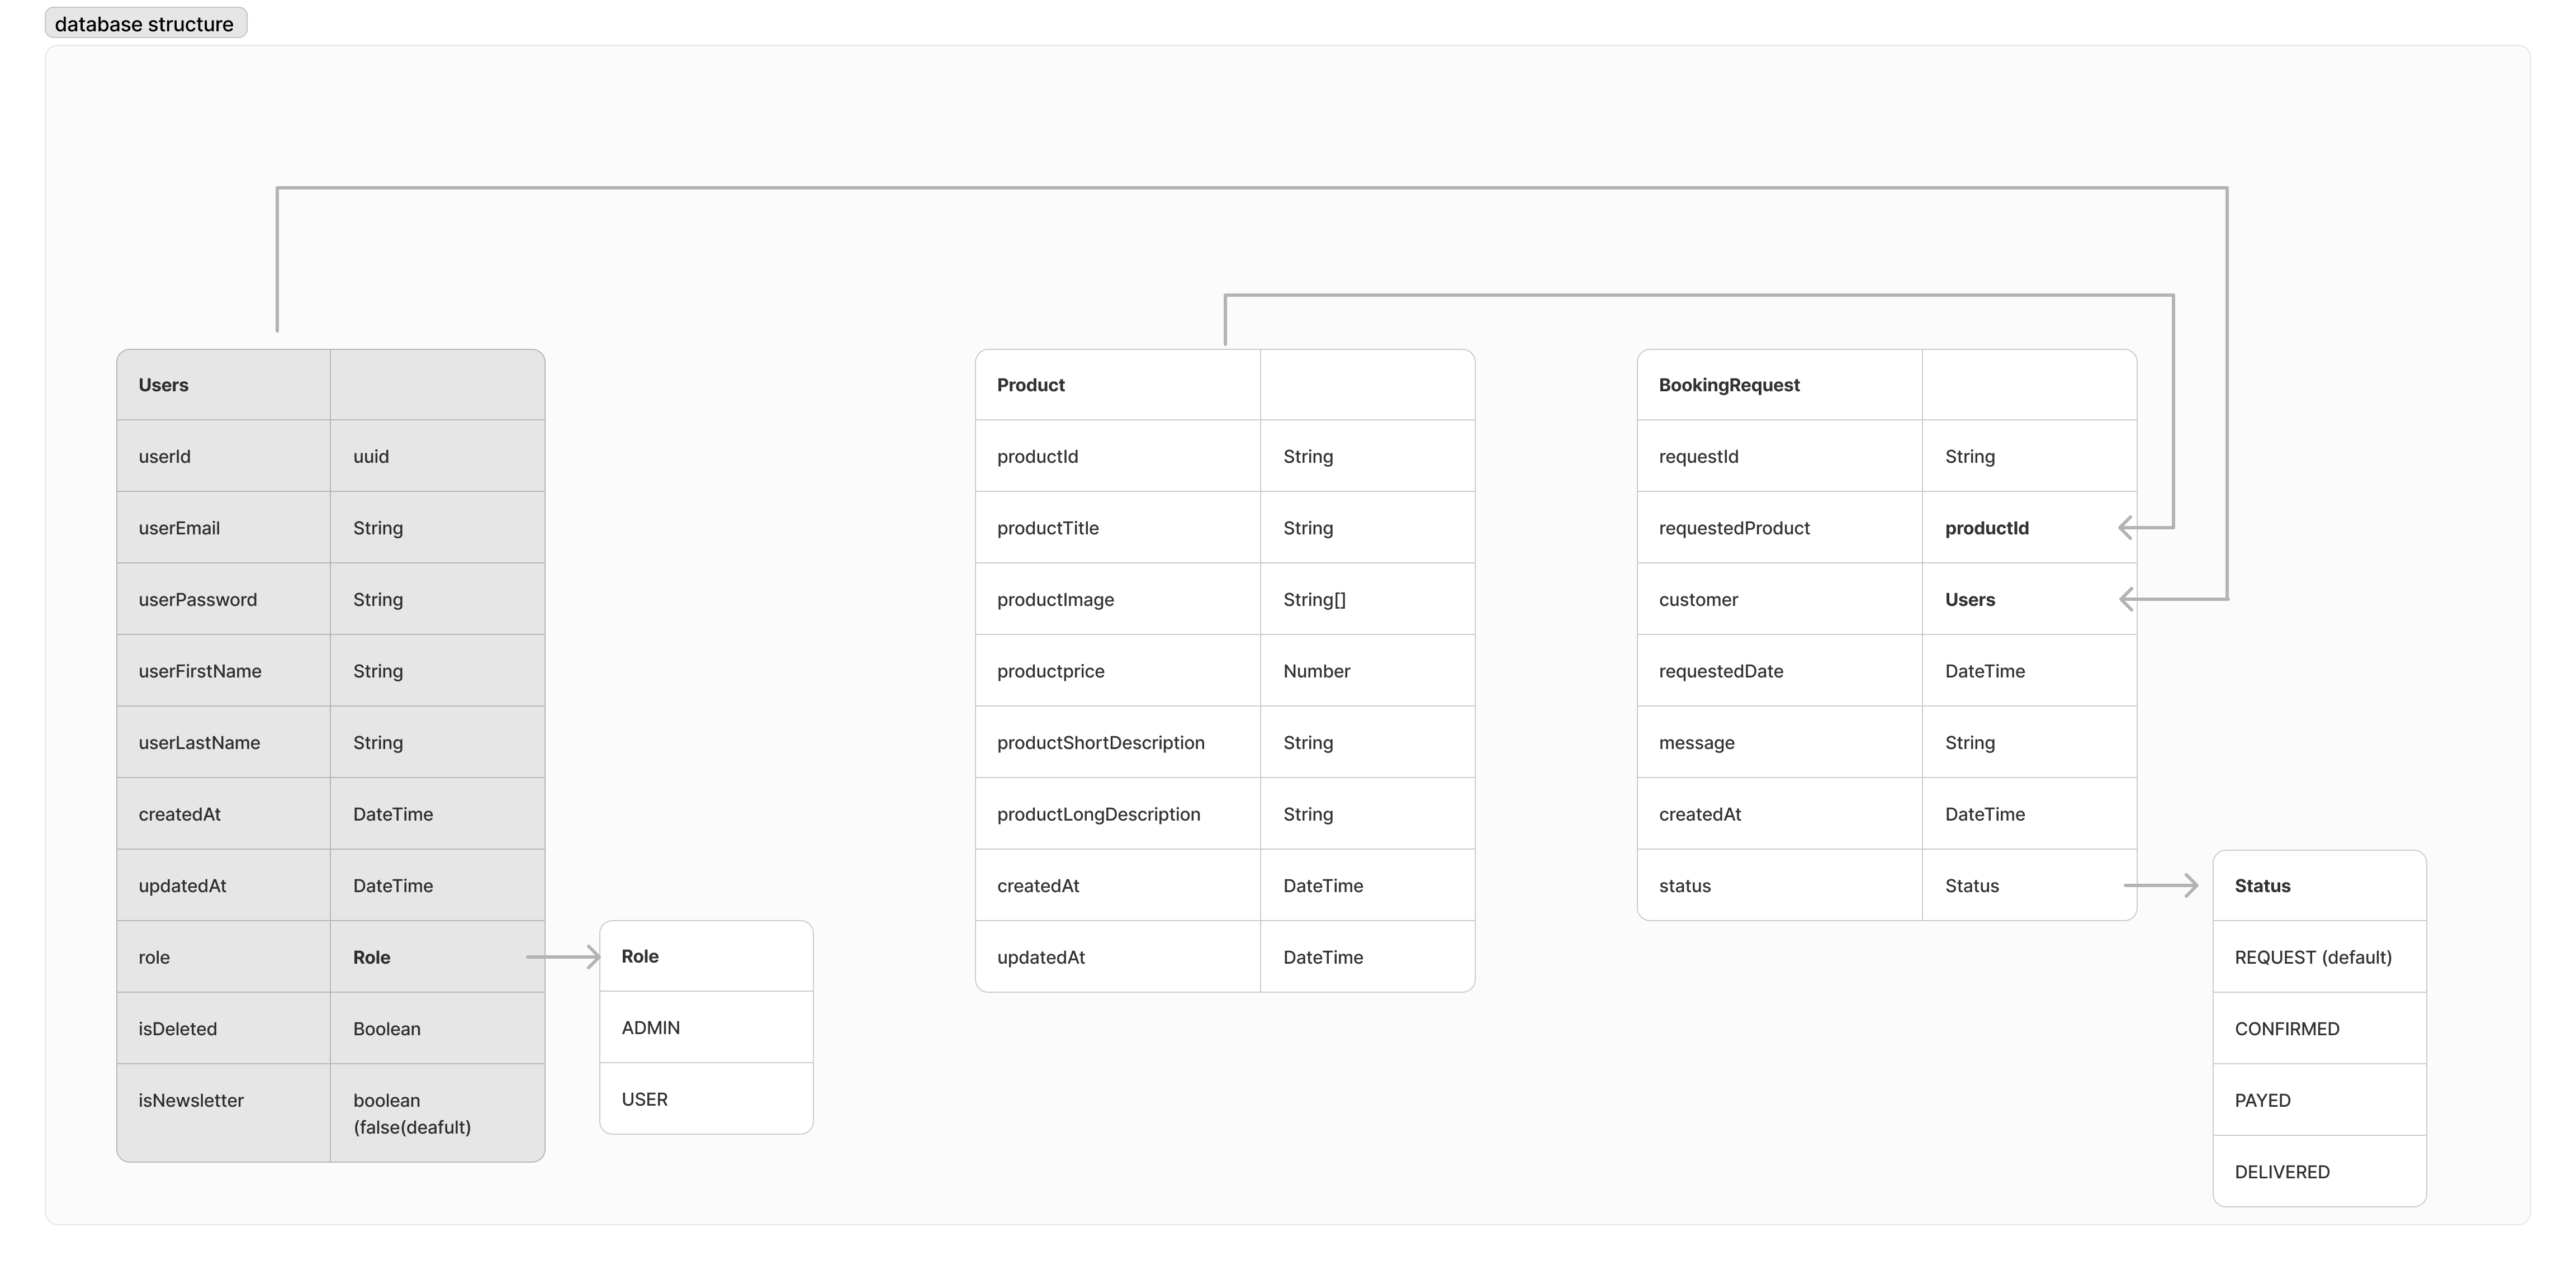 database structure
Users
userId uuid
userEmail String
userPassword String
userFirstName String
userLastName String
createdAt DateTime
updatedAt DateTime
role Role
isDeleted Boolean
isNewsletter boolean
(false(deafult)
Role
ADMIN
USER
Product
productId String
productTitle String
productImage String[]
productprice Number
productShortDescription String
productLongDescription String
createdAt DateTime
updatedAt DateTime
BookingRequest
requestId String
requestedProduct productId
customer Users
requestedDate DateTime
message String
createdAt DateTime
status Status
Status
REQUEST (default)
CONFIRMED
PAYED
DELIVERED